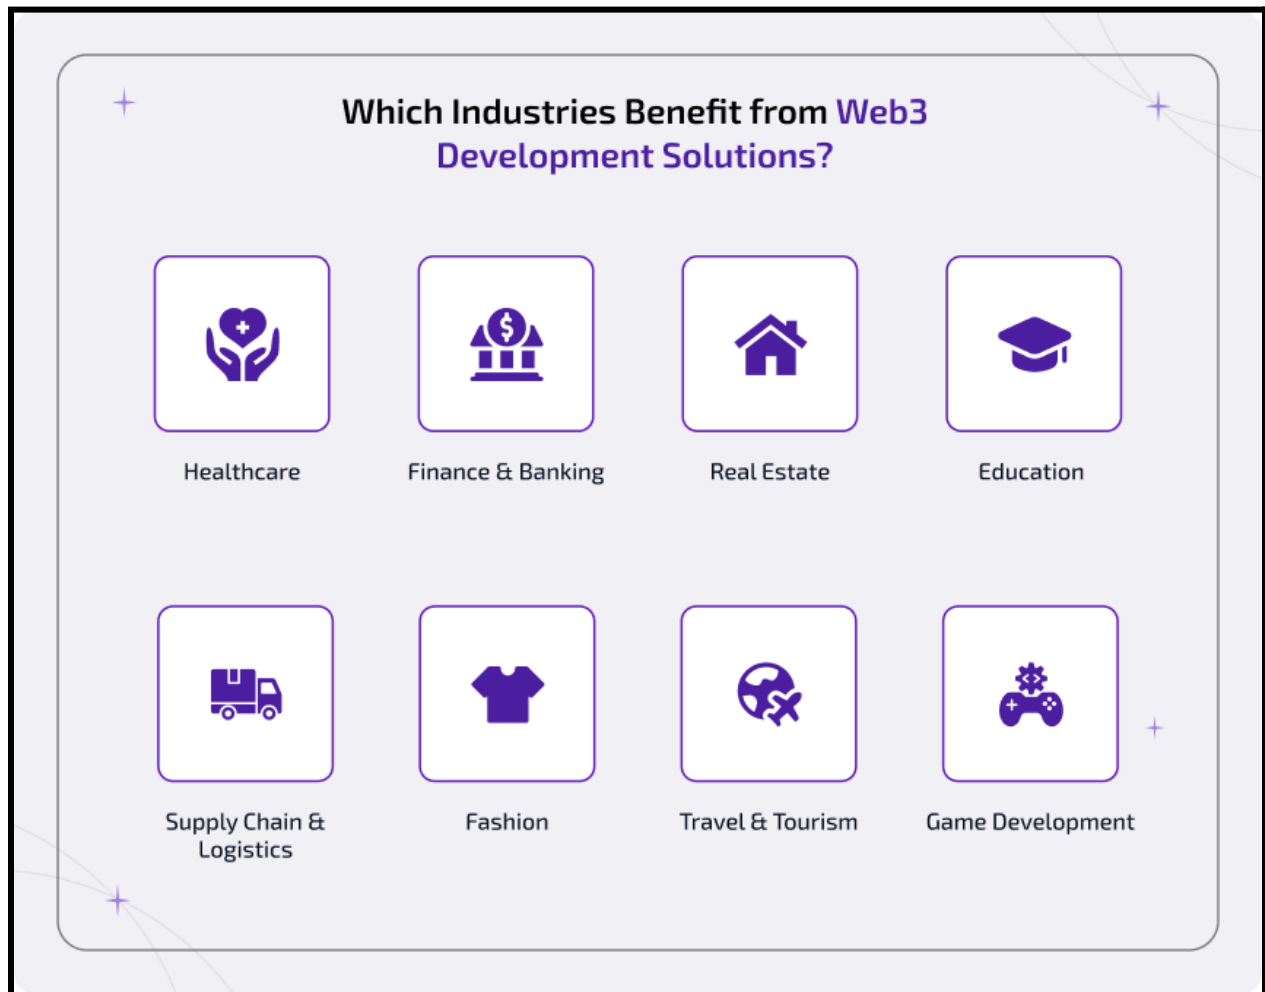 Which Industries Benefit from Web3
Development Solutions?
Healthcare
Finance & Banking
Real Estate
Education
Supply Chain &
Logistics
Fashion
Travel & Tourism
Game Development